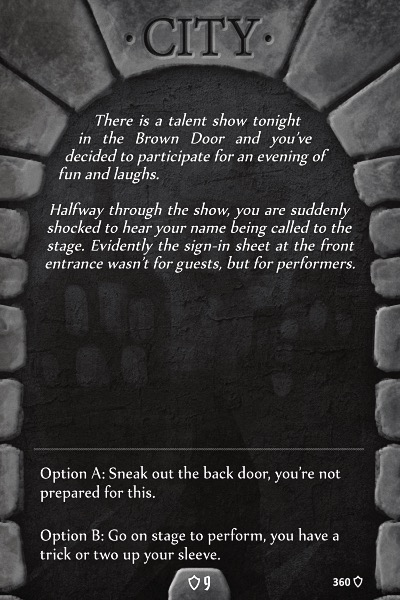 ·CITY·
There is a talent show tonight
in the Brown Door and you've
decided to participate for an evening of
fun and laughs.
Halfway through the show, you are suddenly
shocked to hear your name being called to the
stage. Evidently the sign-in sheet at the front
entrance wasn't for guests, but for performers.
Option A: Sneak out the back door, you're not
prepared for this.
Option B: Go on stage to perform, you have a
trick or two up your sleeve.
9
360